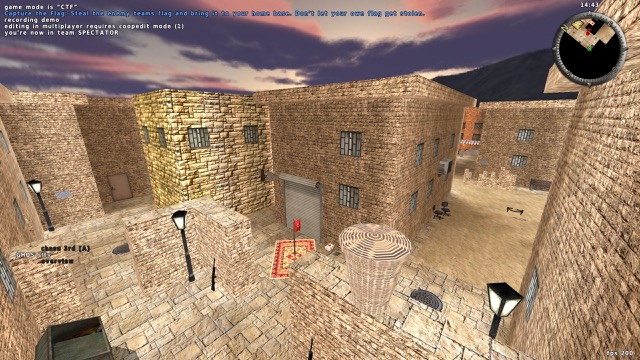 game mode is "CTF"
Capture the Flag: Steal the enemy teams flag and bring it to your home base. Don't let your own flag get stolen.
recording demo
editing in multiplayer requires coopedit mode (1)
you're now in team SPECTATOR
14:43
(A)
GHOST
overview
fps 200